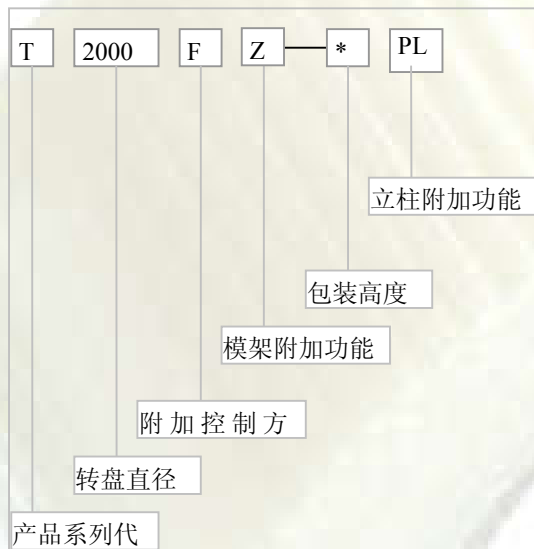 T 2000 F Z — * PL
立柱附加功能
包装高度
模架附加功能
附加控制方
转盘直径
产品系列代